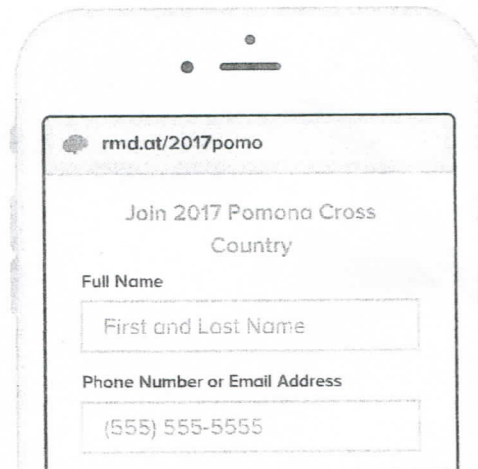 rmd.at/2017pomo
Join 2017 Pomona Cross
Country
Full Name
First and Last Name
Phone Number or Email Address
(555) 555-5555